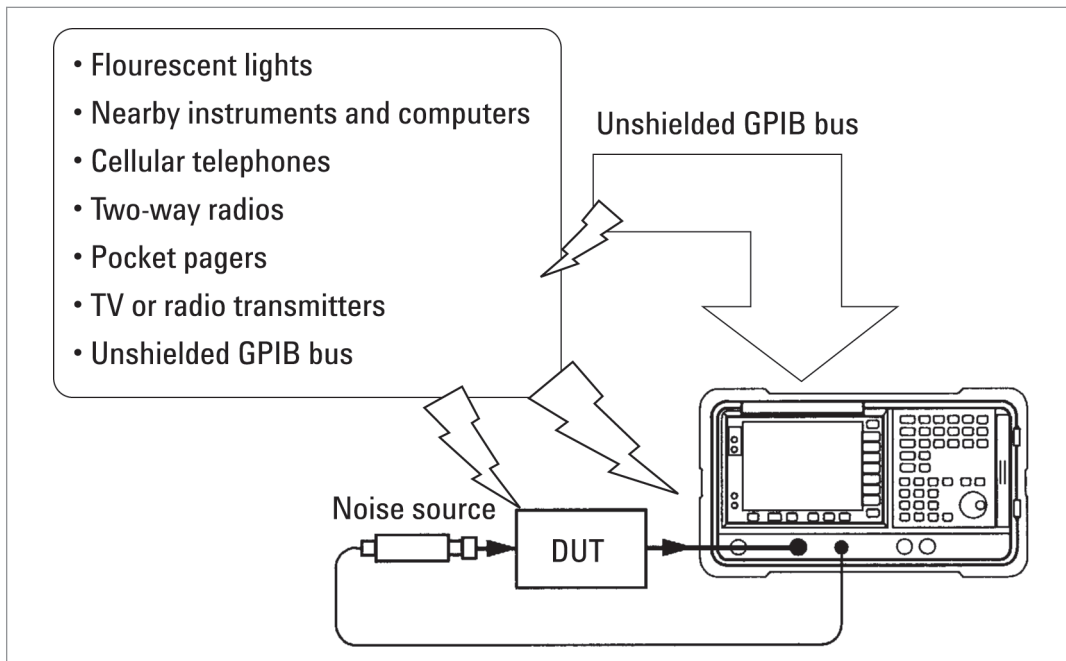 • Flourescent lights
• Nearby instruments and computers
• Cellular telephones
• Two-way radios
• Pocket pagers
• TV or radio transmitters
• Unshielded GPIB bus
Unshielded GPIB bus
Noise source
DUT